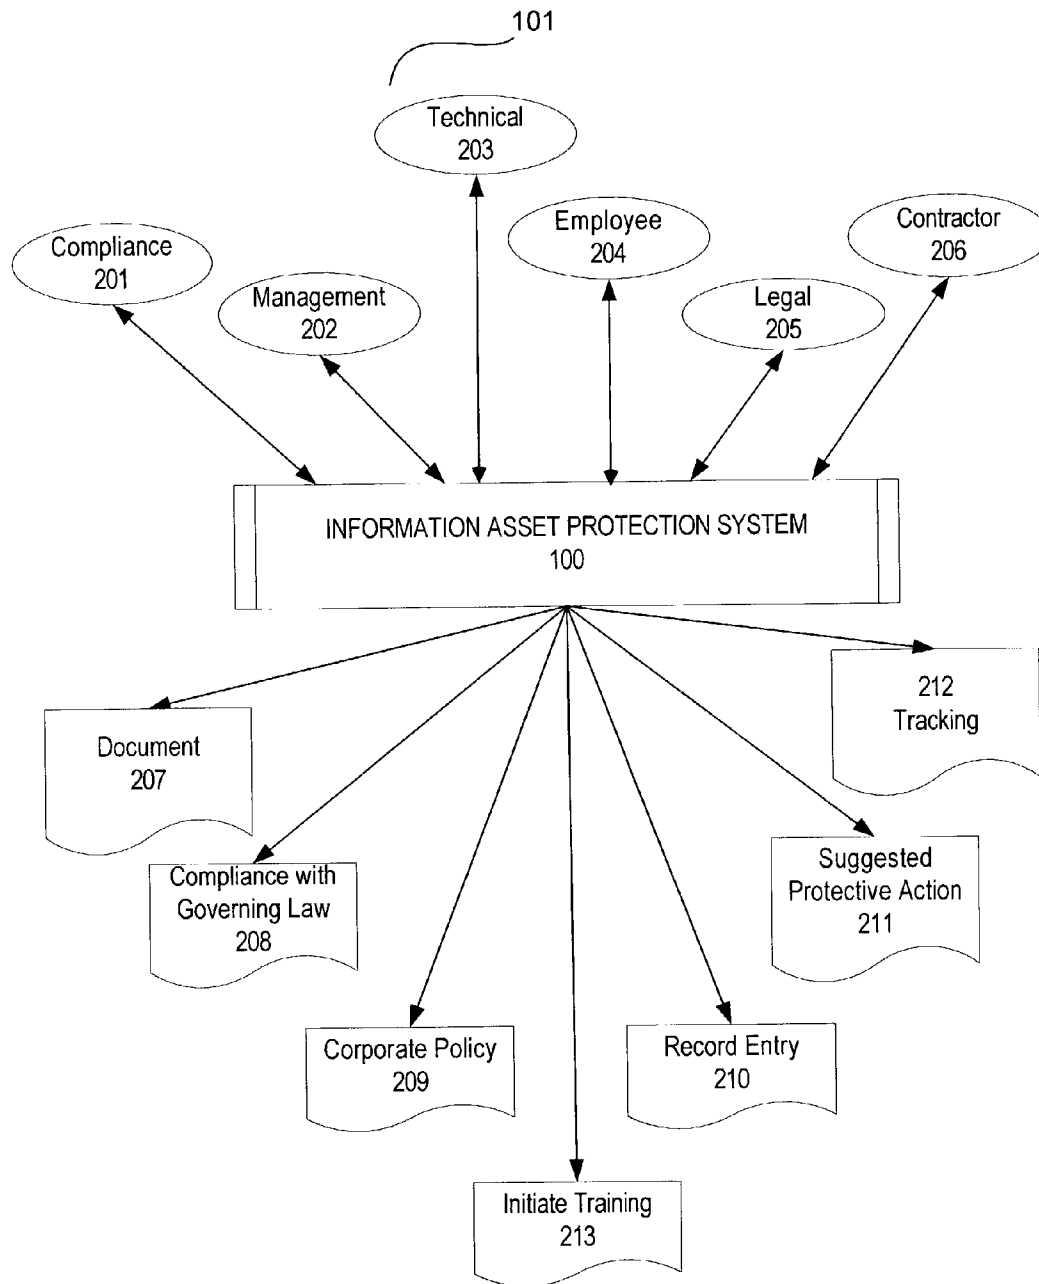 101
Technical
203
Employee
204
Contractor
206
Compliance
201
Management
202
Legal
205
INFORMATION ASSET PROTECTION SYSTEM
100
212
Tracking
Document
207
Suggested
Protective Action
211
Compliance with
Governing Law
208
Corporate Policy
209
Record Entry
210
Initiate Training
213